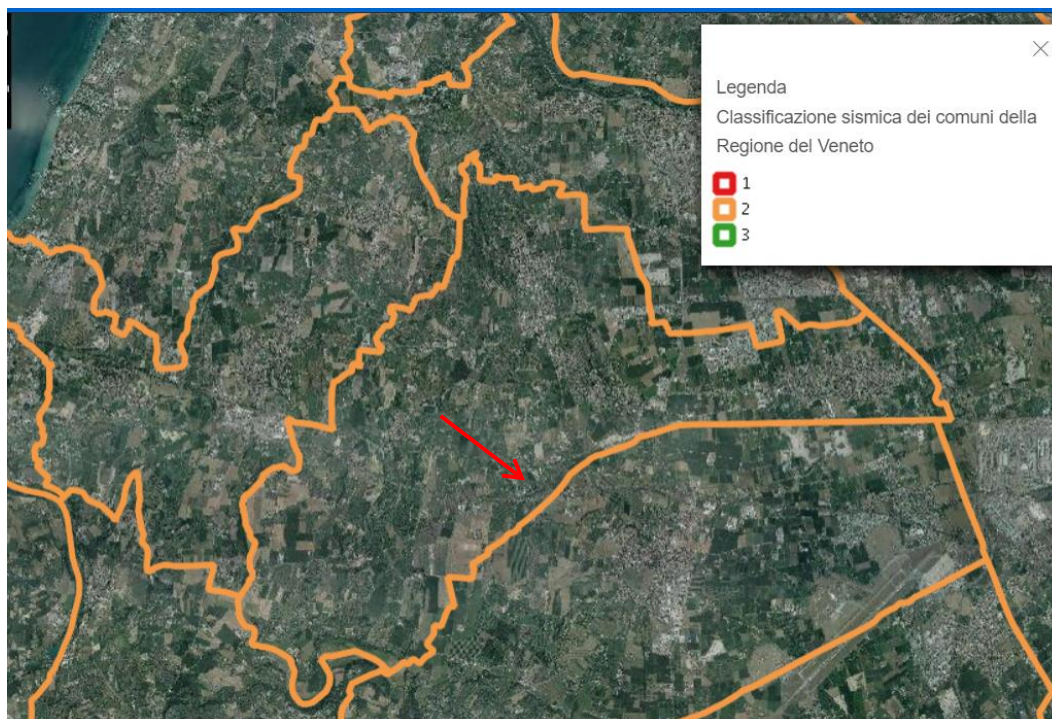 Legenda
Classificazione sismica dei comuni della
Regione del Veneto
1
2
3